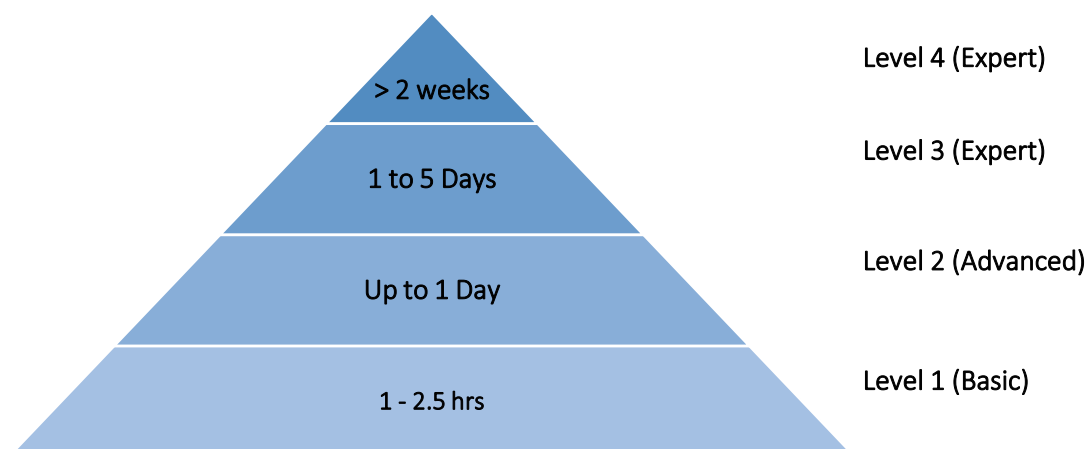 > 2 weeks
Level 4 (Expert)
1 to 5 Days
Level 3 (Expert)
Up to 1 Day
Level 2 (Advanced)
1 - 2.5 hrs
Level 1 (Basic)